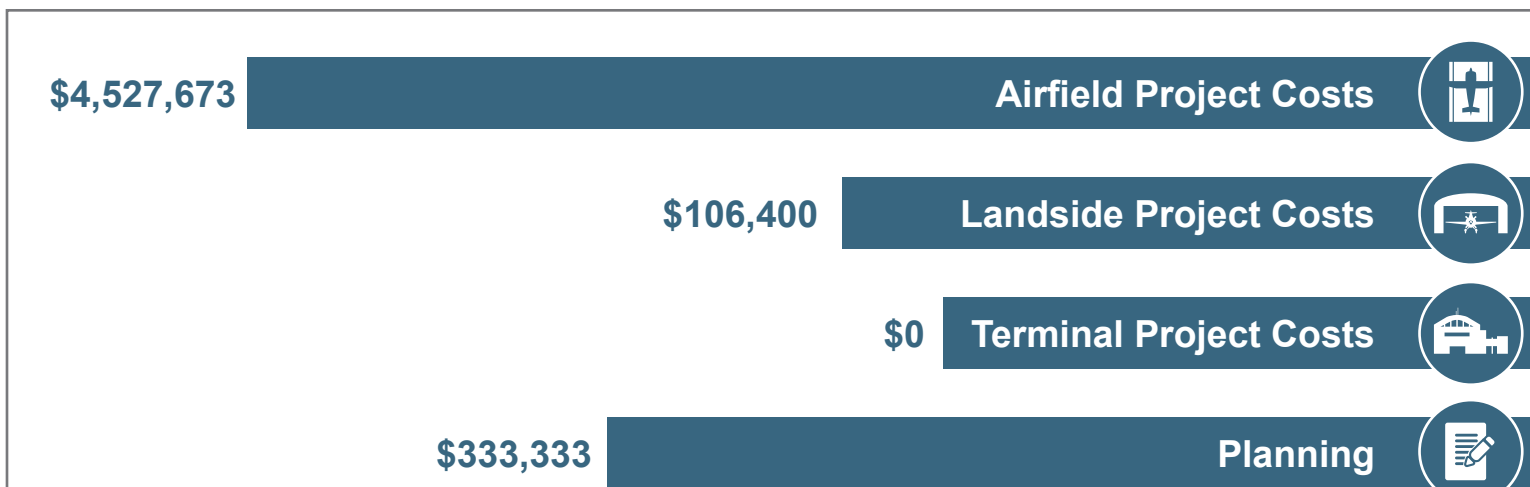 $4,527,673 Airfield Project Costs
$106,400 Landside Project Costs
$0 Terminal Project Costs
$333,333 Planning